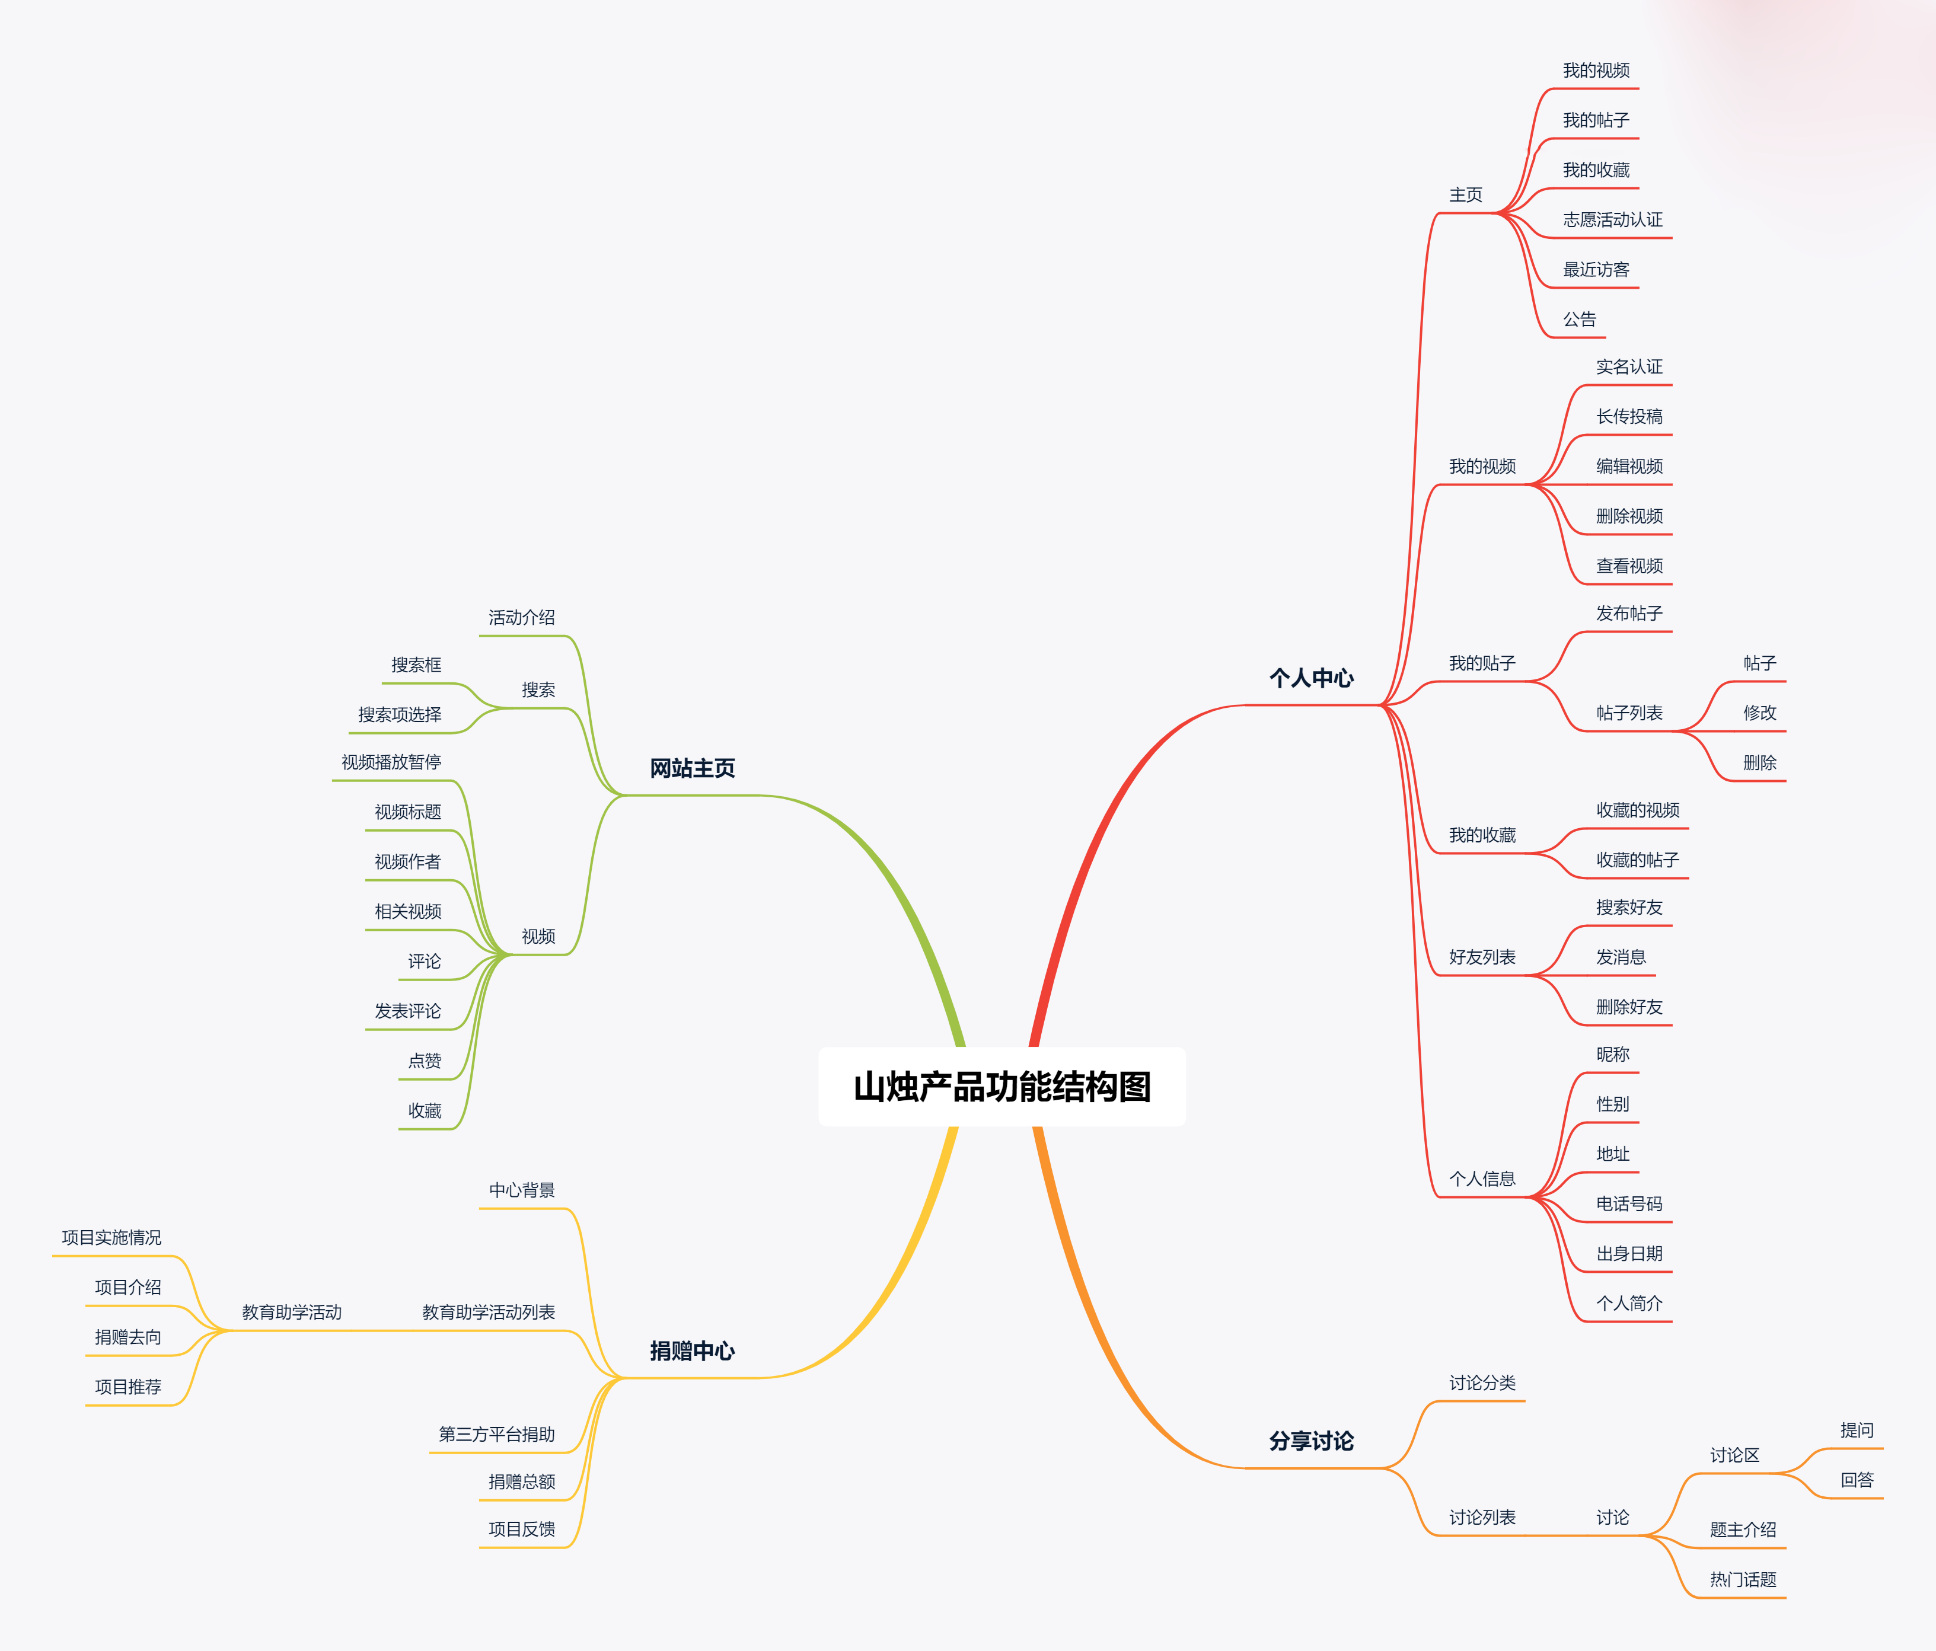 山烛产品功能结构图
个人中心
主页
我的视频
我的帖子
我的收藏
志愿活动认证
最近访客
公告
我的视频
实名认证
长传投稿
编辑视频
删除视频
查看视频
我的贴子
发布帖子
帖子列表
帖子
修改
删除
我的收藏
收藏的视频
收藏的帖子
好友列表
搜索好友
发消息
删除好友
个人信息
昵称
性别
地址
电话号码
出身日期
个人简介
分享讨论
讨论分类
讨论列表
讨论
讨论区
提问
回答
题主介绍
热门话题
网站主页
活动介绍
搜索
搜索框
搜索项选择
视频
视频播放暂停
视频标题
视频作者
相关视频
评论
发表评论
点赞
收藏
捐赠中心
中心背景
教育助学活动列表
教育助学活动
项目实施情况
项目介绍
捐赠去向
项目推荐
第三方平台捐助
捐赠总额
项目反馈